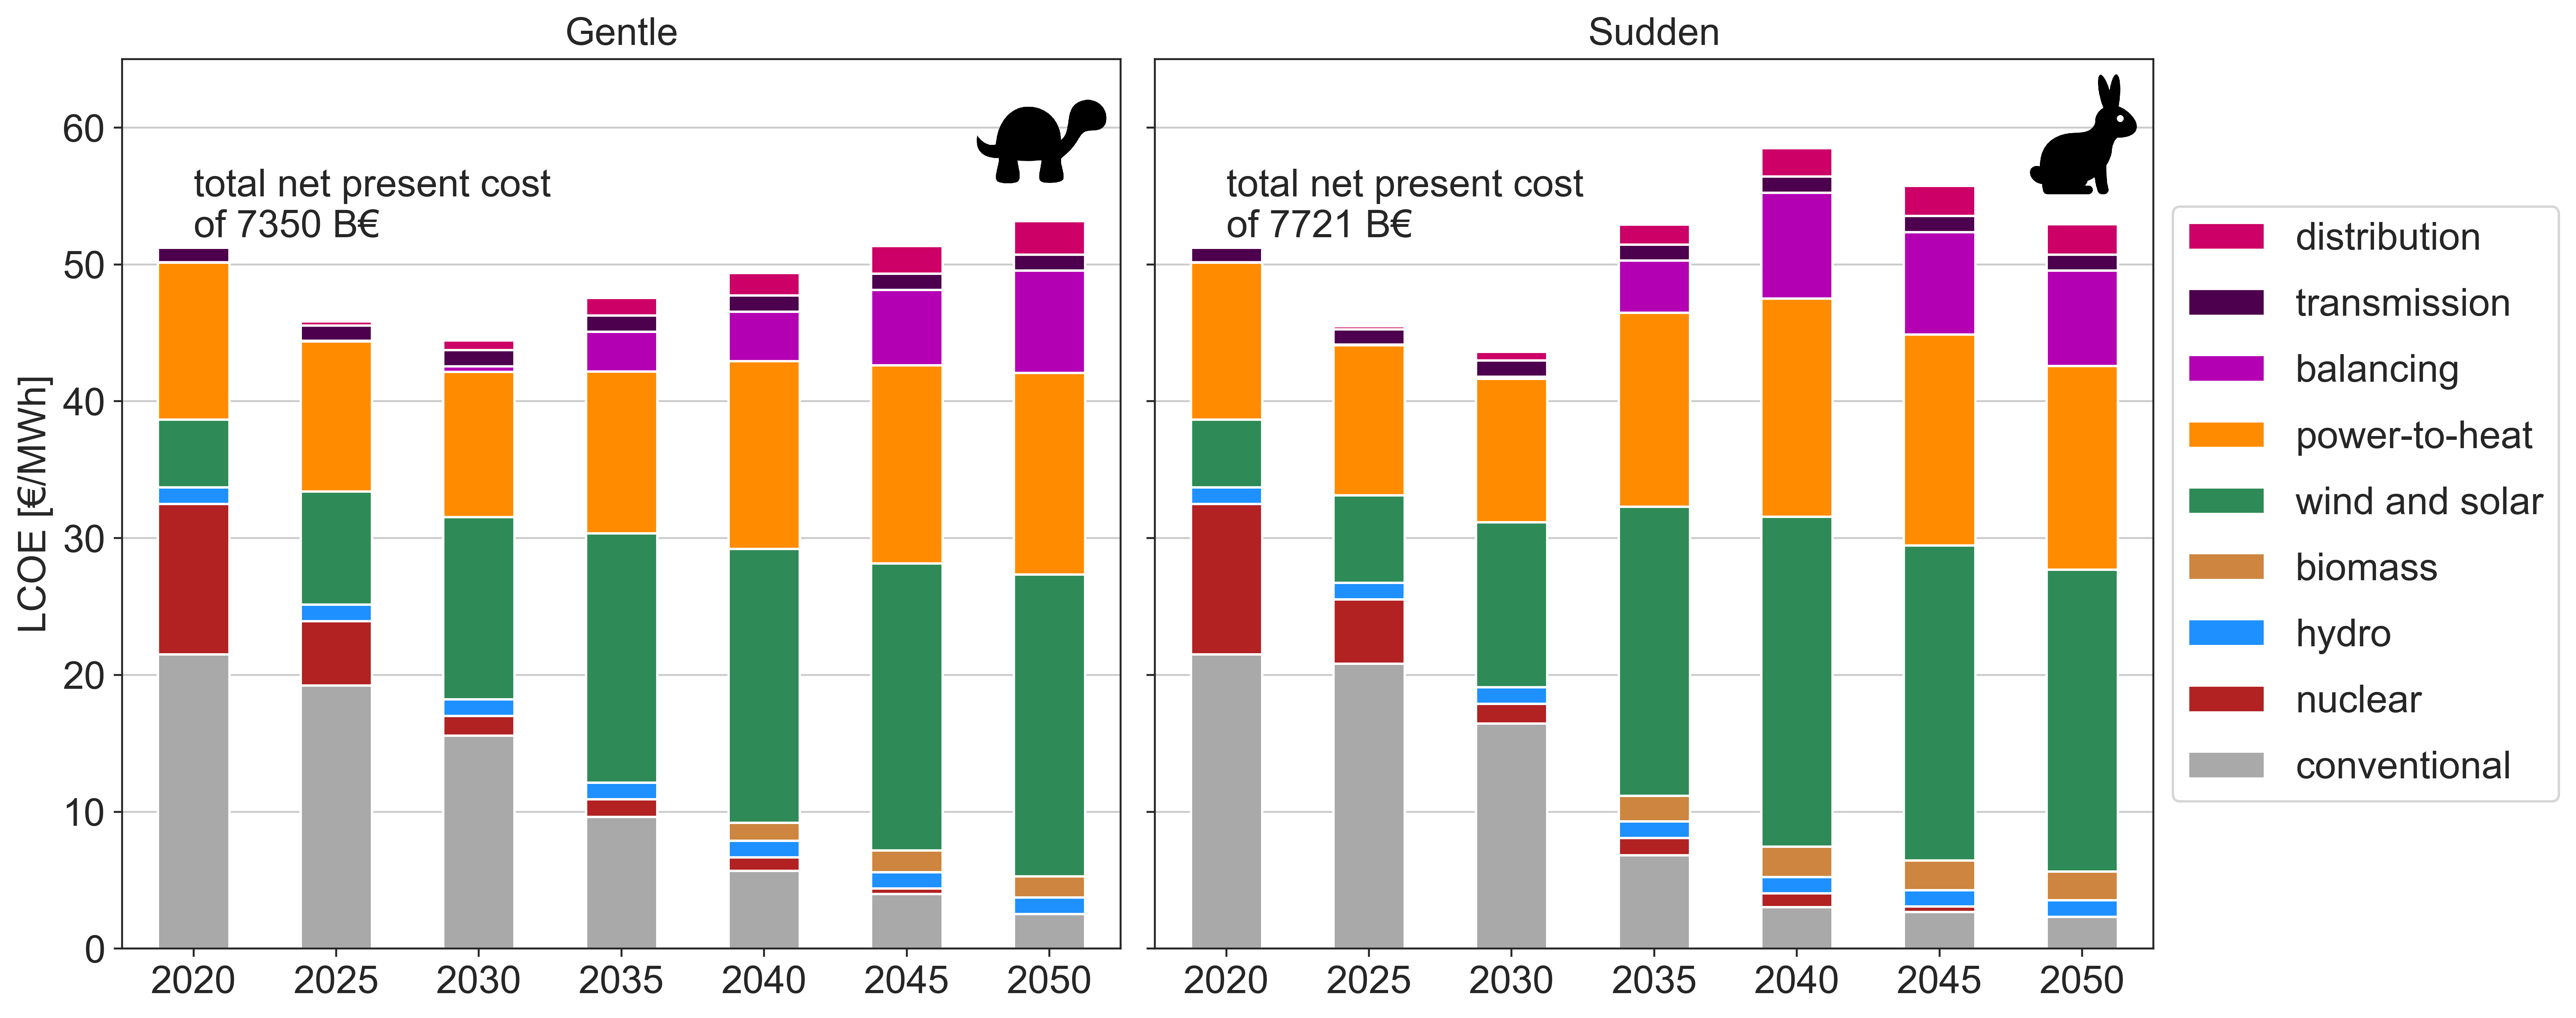 Gentle
Sudden
LCOE [€/MWh]
60
50
40
30
20
10
0
total net present cost
of 7350 B€
total net present cost
of 7721 B€
2020 2025 2030 2035 2040 2045 2050
2020 2025 2030 2035 2040 2045 2050
distribution
transmission
balancing
power-to-heat
wind and solar
biomass
hydro
nuclear
conventional